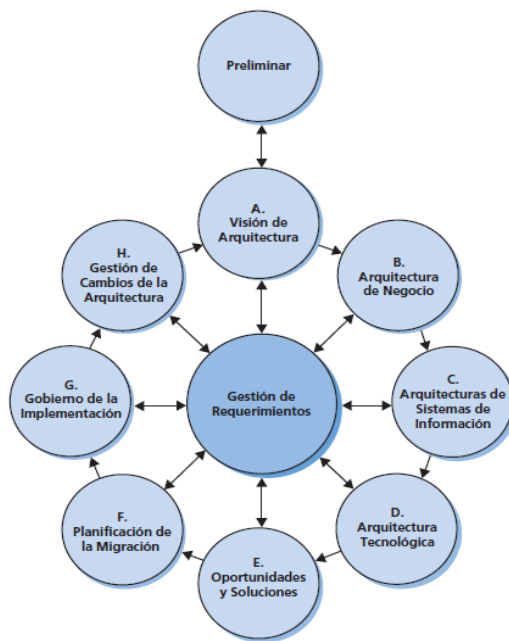 Preliminar
A.
Visión de
Arquitectura
B.
Arquitectura
de Negocio
C.
Arquitecturas de
Sistemas de
Información
D.
Arquitectura
Tecnológica
E.
Oportunidades
y Soluciones
F.
Planificación de
la Migración
G.
Gobierno de la
Implementación
H.
Gestión de
Cambios de la
Arquitectura
Gestión de
Requerimientos